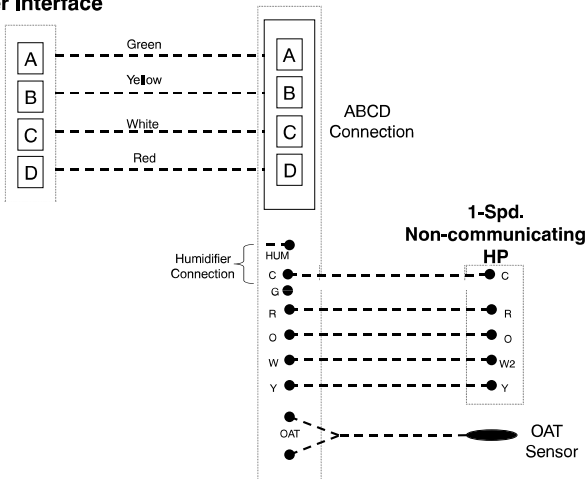 er Interface
A Green A
B Yellow B
C White C
D Red D
ABCD
Connection
1-Spd.
Non-communicating
HP
HUM
Humidifier
Connection
C C
G
R R
O O
W W2
Y Y
OAT
OAT
Sensor